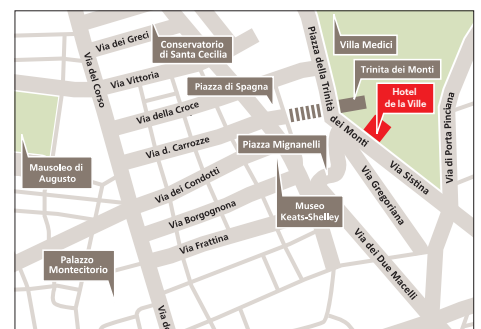 Via dei Greci
Conservatorio
di Santa Cecilia
Piazza della Trinità
dei Monti
Villa Medici
Trinita dei Monti
Hotel
de la Ville
Via del Corso
Via Vittoria
Piazza di Spagna
Via della Croce
Via d. Carrozze
Piazza Mignanelli
Via Sistina
Via di Porta Pinciana
Mausoleo di
Augusto
Via dei Condotti
Via Gregoriana
Museo
Keats-Shelley
Via Borgognona
Via Frattina
Palazzo
Montecitorio
Via dei Due Macelli